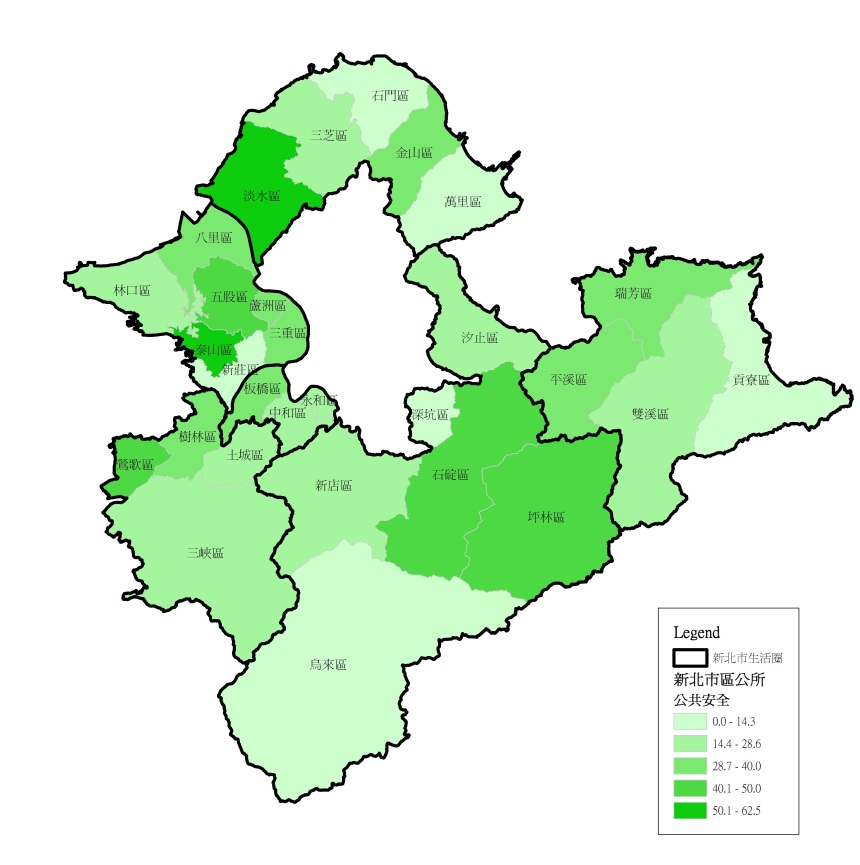 石門區
三芝區
金山區
淡水區
萬里區
八里區
林口區
五股區
蘆洲區
瑞芳區
三重區
汐止區
泰山區
新莊區
平溪區
貢寮區
板橋區
永和區
中和區
深坑區
雙溪區
樹林區
土城區
鶯歌區
石碇區
新店區
坪林區
三峽區
烏來區
Legend
新北市生活圈
新北市區公所
公共安全
0.0 - 14.3
14.4 - 28.6
28.7 - 40.0
40.1 - 50.0
50.1 - 62.5